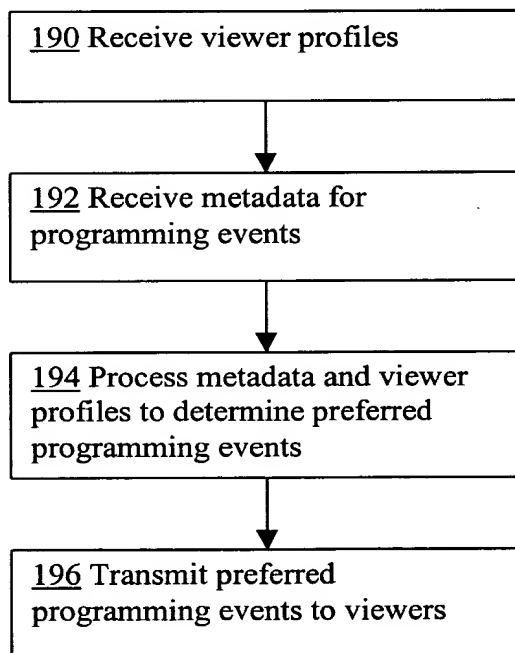 190 Receive viewer profiles
192 Receive metadata for
programming events
194 Process metadata and viewer
profiles to determine preferred
programming events
196 Transmit preferred
programming events to viewers